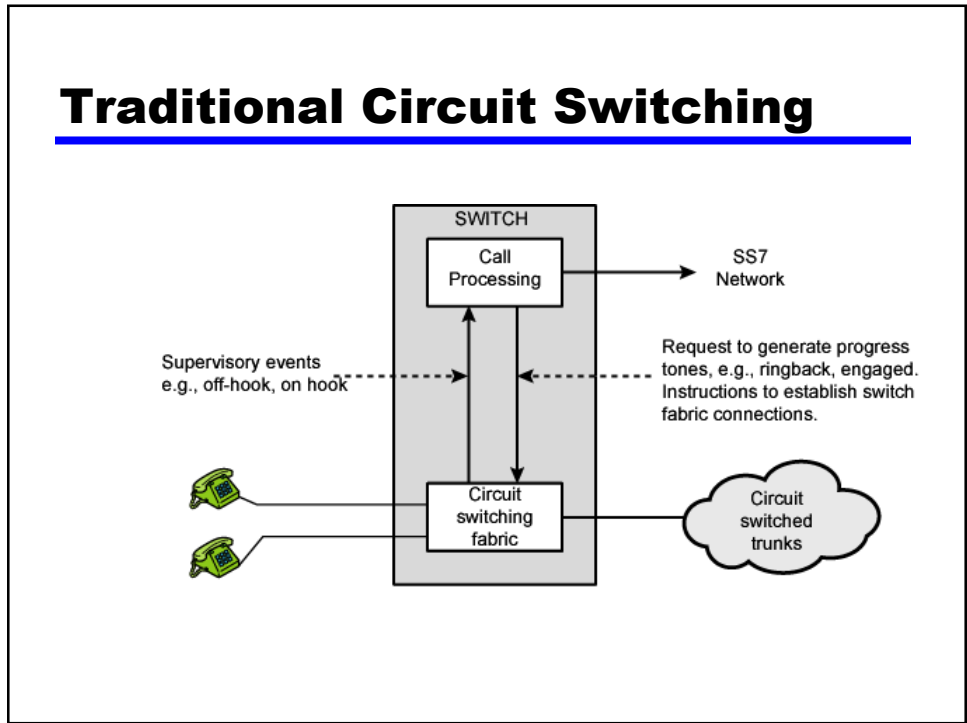 Traditional Circuit Switching
SWITCH
Call
Processing
SS7
Network
Supervisory events
e.g., off-hook, on hook
Request to generate progress
tones, e.g., ringback, engaged.
Instructions to establish switch
fabric connections.
Circuit
switching
fabric
Circuit
switched
trunks